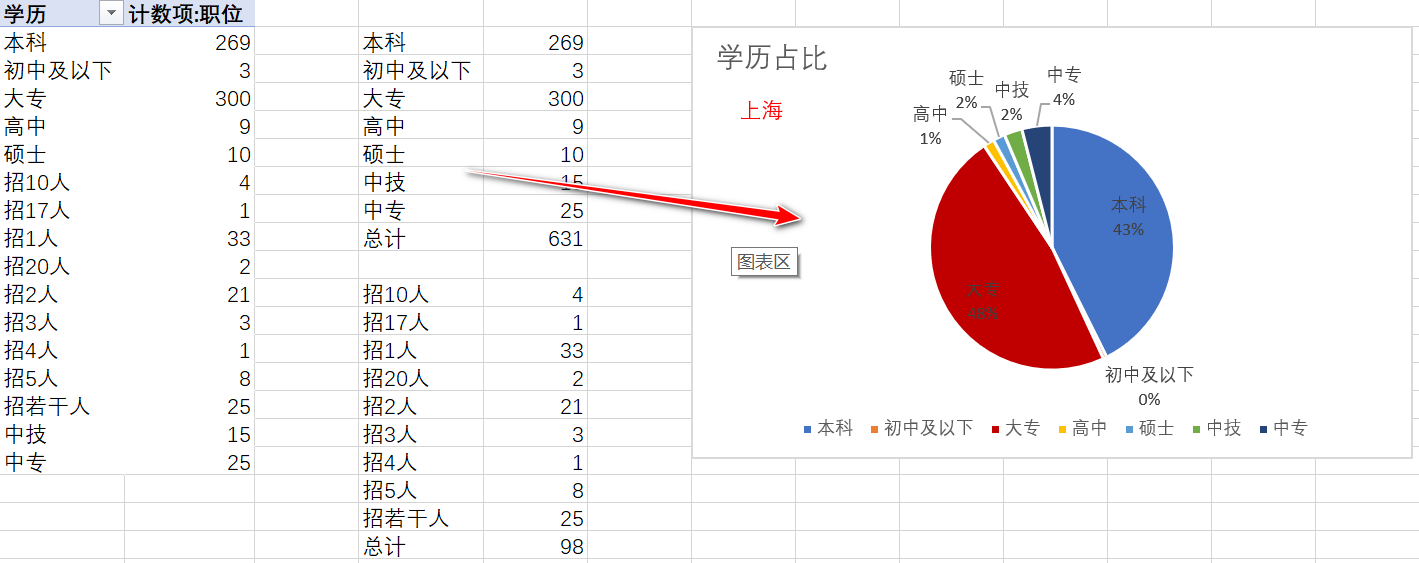 学历 计数项:职位
本科 269
初中及以下 3
大专 300
高中 9
硕士 10
招10人 4
招17人 1
招1人 33
招20人 2
招2人 21
招3人 3
招4人 1
招5人 8
招若干人 25
中技 15
中专 25
本科 269
初中及以下 3
大专 300
高中 9
硕士 10
中技 15
中专 25
总计 631
招10人 4
招17人 1
招1人 33
招20人 2
招2人 21
招3人 3
招4人 1
招5人 8
招若干人 25
总计 98
学历占比
上海
图表区
高中
1%
硕士
2%
中技
2%
中专
4%
本科
43%
大专
48%
初中及以下
0%
本科 初中及以下 大专 高中 硕士 中技 中专